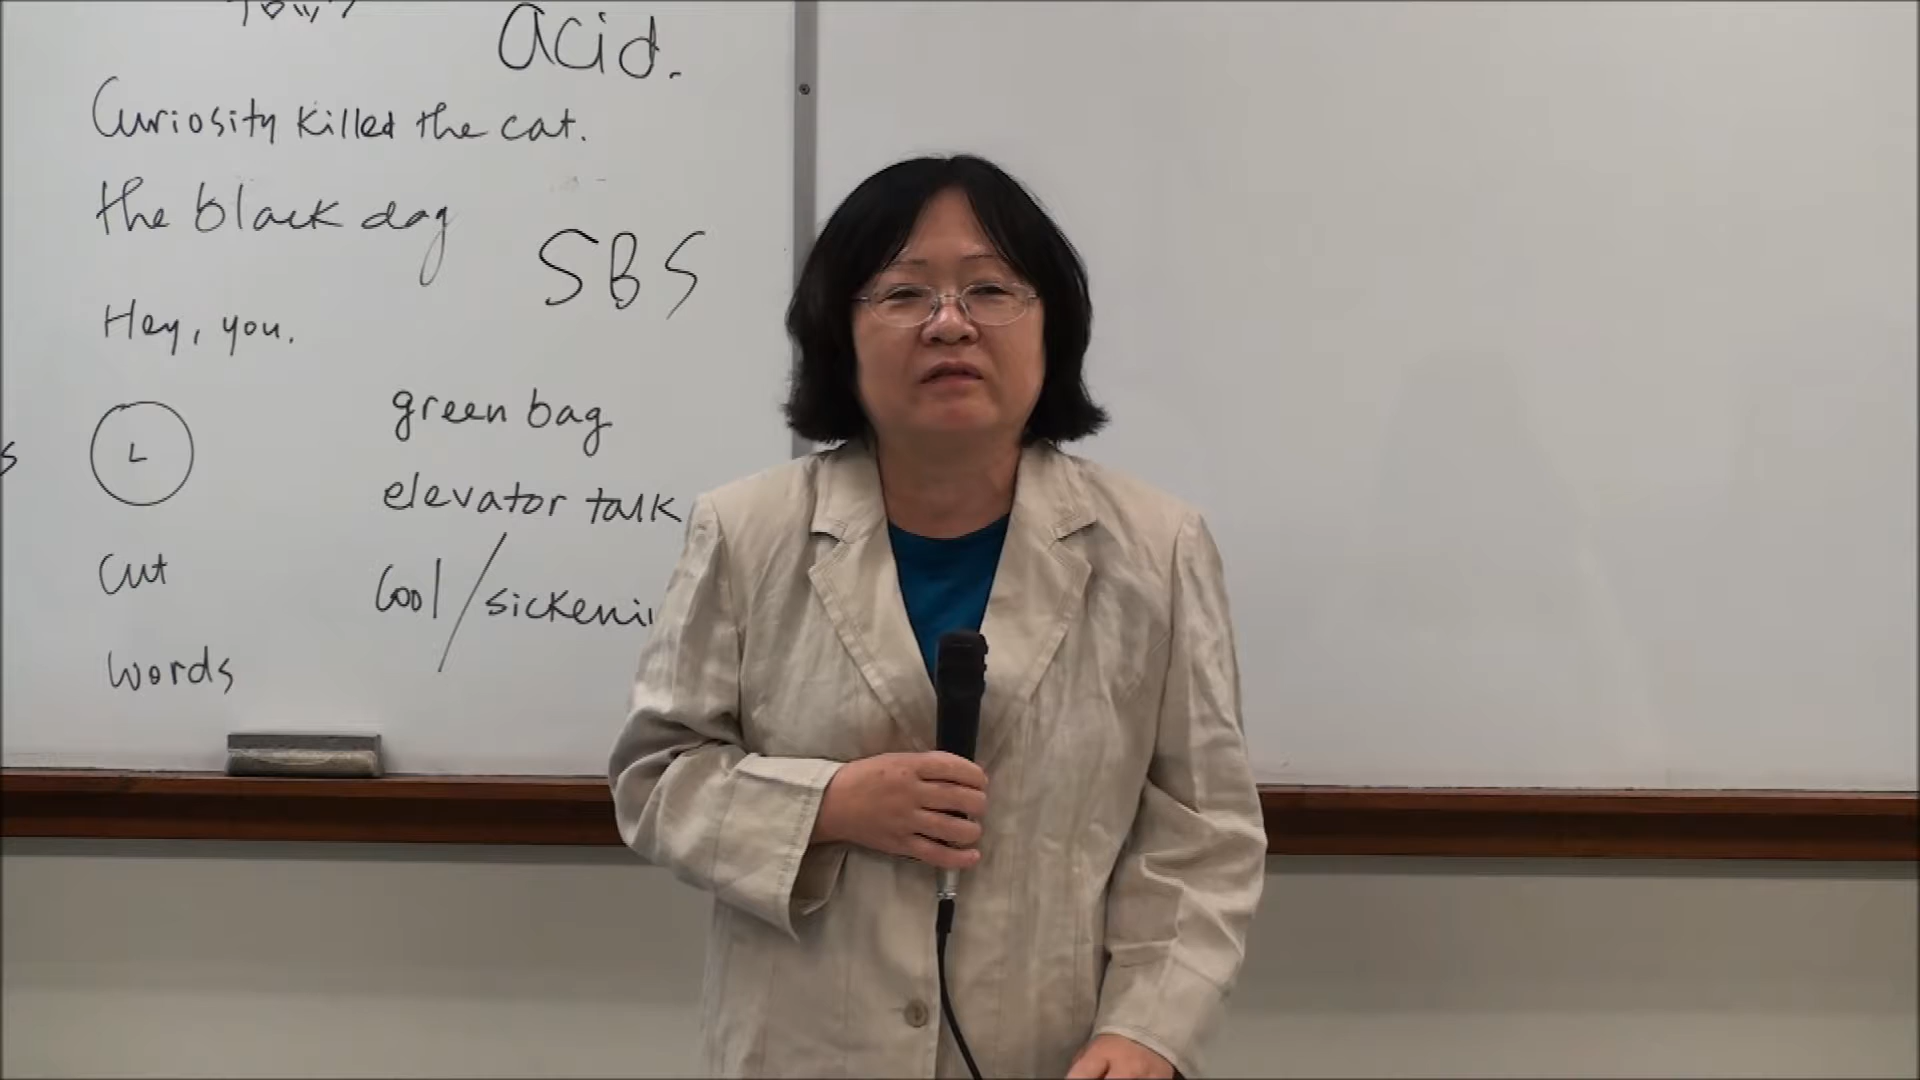 acid.
Curiosity killed the cat.
the black dog
SBS
Hey, you.
green bag
L
elevator talk
cut
Cool / sickeni
words